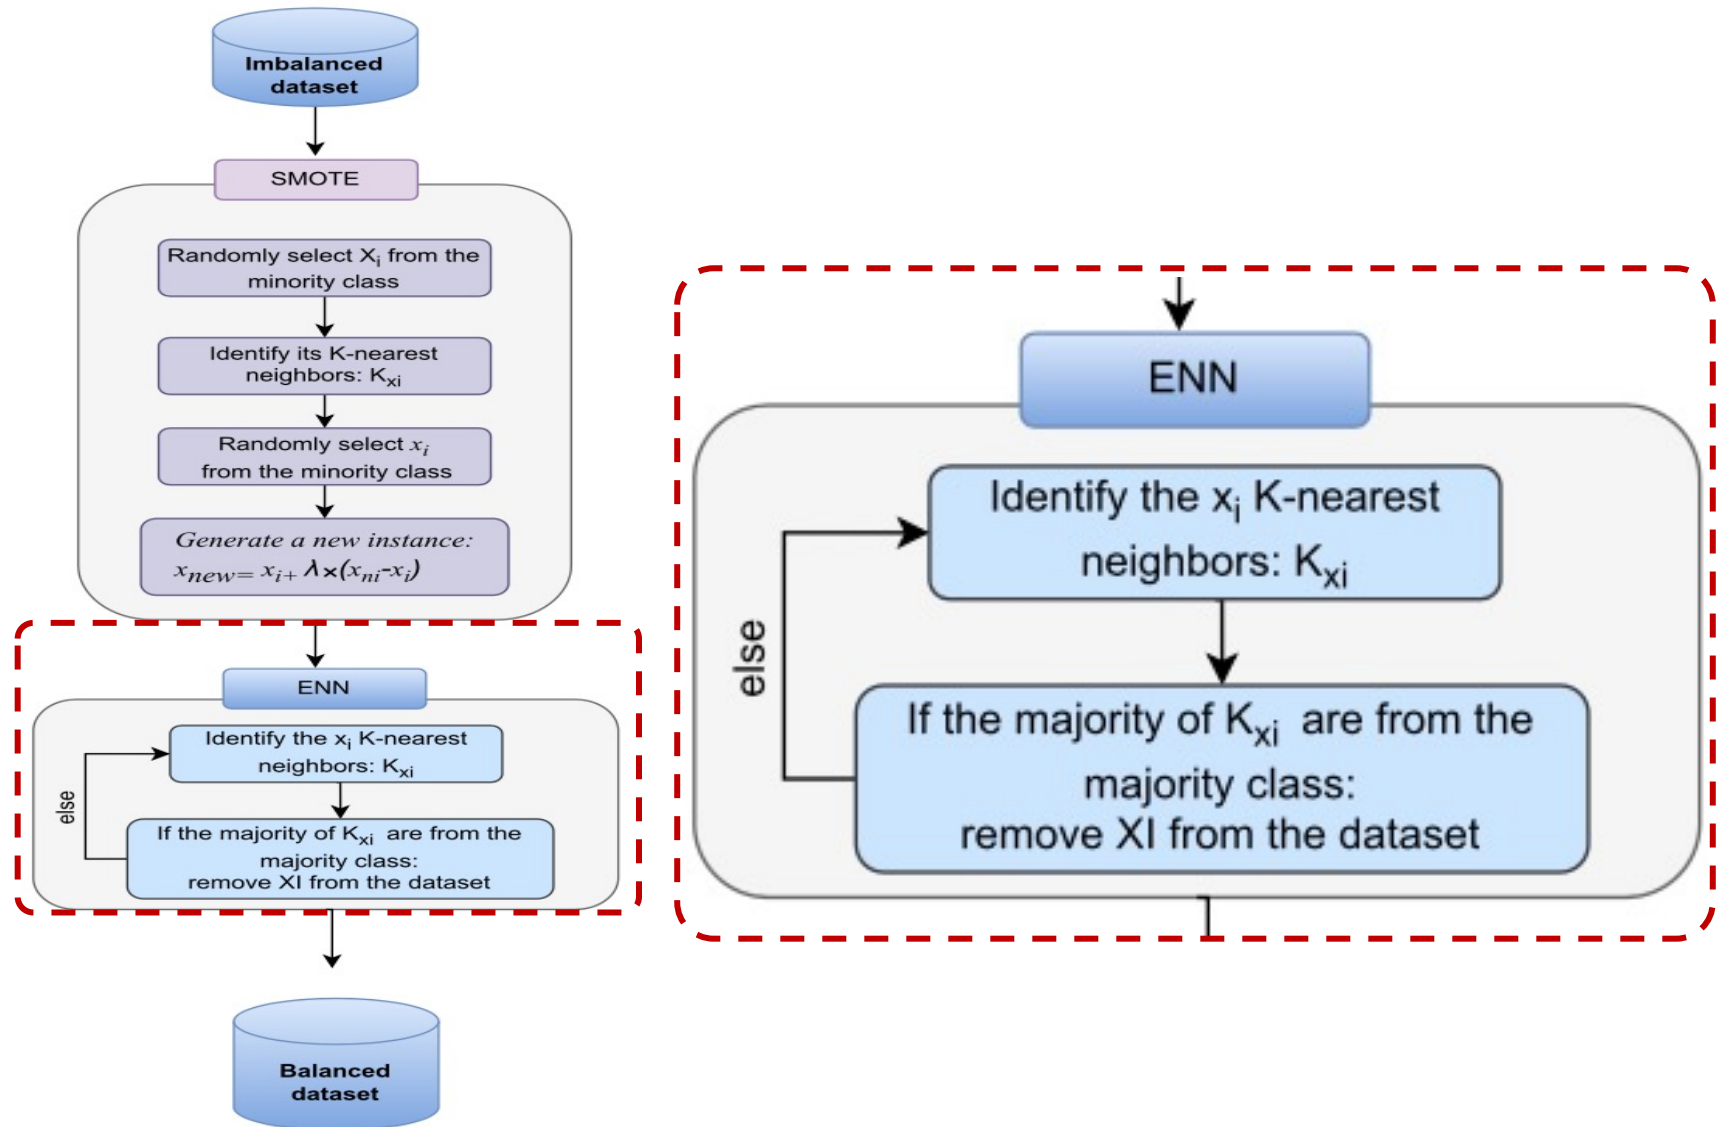 Imbalanced
dataset
SMOTE
Randomly select Xi from the
minority class
Identify its K-nearest
neighbors: Kxi
Randomly select xi
from the minority class
Generate a new instance:
xnew= xi+ λ×(xni-xi)
ENN
Identify the xi K-nearest
neighbors: Kxi
else
If the majority of Kxi are from the
majority class:
remove XI from the dataset
Balanced
dataset
ENN
Identify the xi K-nearest
neighbors: Kxi
else
If the majority of Kxi are from the
majority class:
remove XI from the dataset